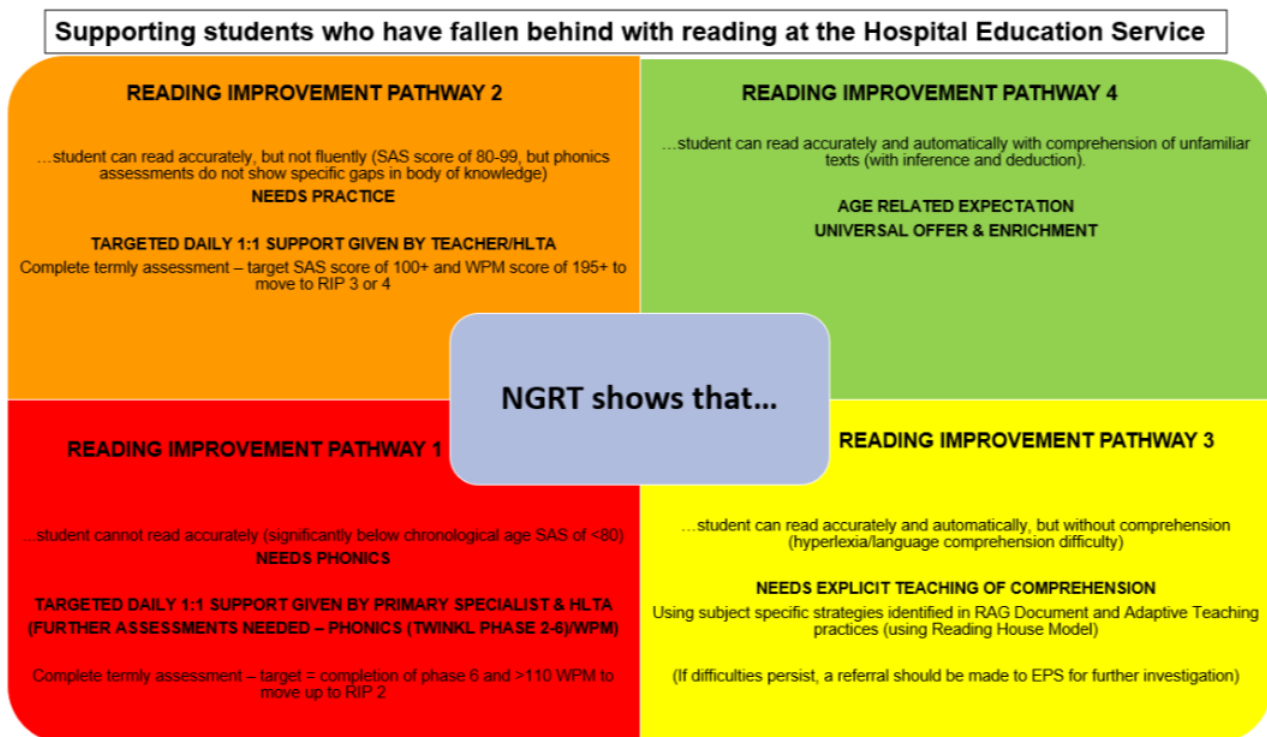 Supporting students who have fallen behind with reading at the Hospital Education Service
READING IMPROVEMENT PATHWAY 2
…student can read accurately, but not fluently (SAS score of 80-99, but phonics
assessments do not show specific gaps in body of knowledge)
NEEDS PRACTICE
TARGETED DAILY 1:1 SUPPORT GIVEN BY TEACHER/HLTA
Complete termly assessment – target SAS score of 100+ and WPM score of 195+ to
move to RIP 3 or 4
READING IMPROVEMENT PATHWAY 4
…student can read accurately and automatically with comprehension of unfamiliar
texts (with inference and deduction).
AGE RELATED EXPECTATION
UNIVERSAL OFFER & ENRICHMENT
NGRT shows that…
READING IMPROVEMENT PATHWAY 1
...student cannot read accurately (significantly below chronological age SAS of <80)
NEEDS PHONICS
TARGETED DAILY 1:1 SUPPORT GIVEN BY PRIMARY SPECIALIST & HLTA
(FURTHER ASSESSMENTS NEEDED – PHONICS (TWINKL PHASE 2-6)/WPM)
Complete termly assessment – target = completion of phase 6 and >110 WPM to
move up to RIP 2
READING IMPROVEMENT PATHWAY 3
…student can read accurately and automatically, but without comprehension
(hyperlexia/language comprehension difficulty)
NEEDS EXPLICIT TEACHING OF COMPREHENSION
Using subject specific strategies identified in RAG Document and Adaptive Teaching
practices (using Reading House Model)
(If difficulties persist, a referral should be made to EPS for further investigation)